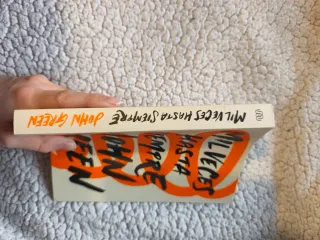 MIL VECES HASTA SIEMPRE JOHN GREEN
MIL VECES
HASTA
SIEMPRE
JOHN
GREEN